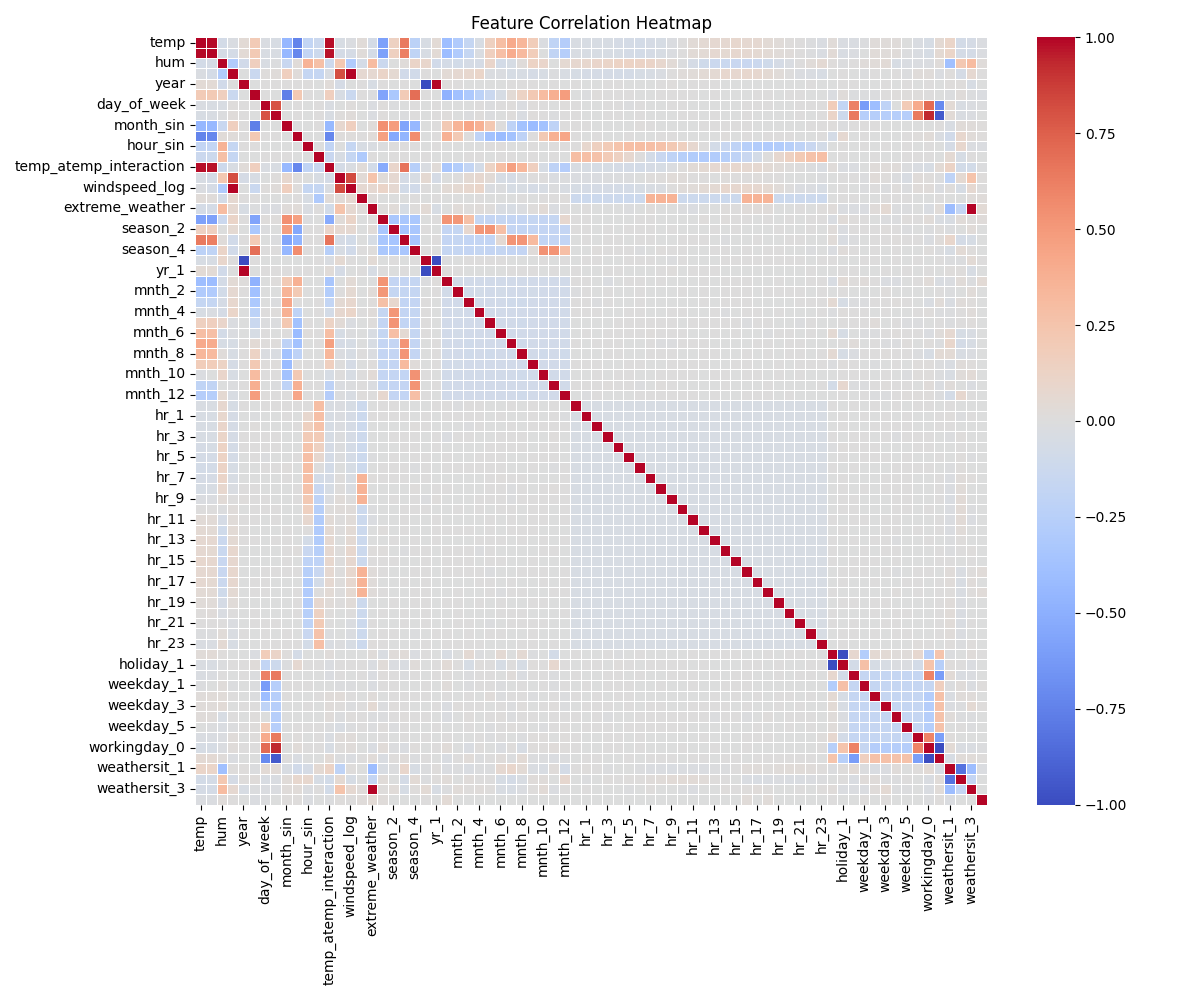 Feature Correlation Heatmap
temp
hum
year
day_of_week
month_sin
hour_sin
temp_atemp_interaction
windspeed_log
extreme_weather
season_2
season_4
yr_1
mnth_2
mnth_4
mnth_6
mnth_8
mnth_10
mnth_12
hr_1
hr_3
hr_5
hr_7
hr_9
hr_11
hr_13
hr_15
hr_17
hr_19
hr_21
hr_23
holiday_1
weekday_1
weekday_3
weekday_5
workingday_0
weathersit_1
weathersit_3
temp
hum
year
day_of_week
month_sin
hour_sin
temp_atemp_interaction
windspeed_log
extreme_weather
season_2
season_4
yr_1
mnth_2
mnth_4
mnth_6
mnth_8
mnth_10
mnth_12
hr_1
hr_3
hr_5
hr_7
hr_9
hr_11
hr_13
hr_15
hr_17
hr_19
hr_21
hr_23
holiday_1
weekday_1
weekday_3
weekday_5
workingday_0
weathersit_1
weathersit_3
1.00
0.75
0.50
0.25
0.00
−0.25
−0.50
−0.75
−1.00